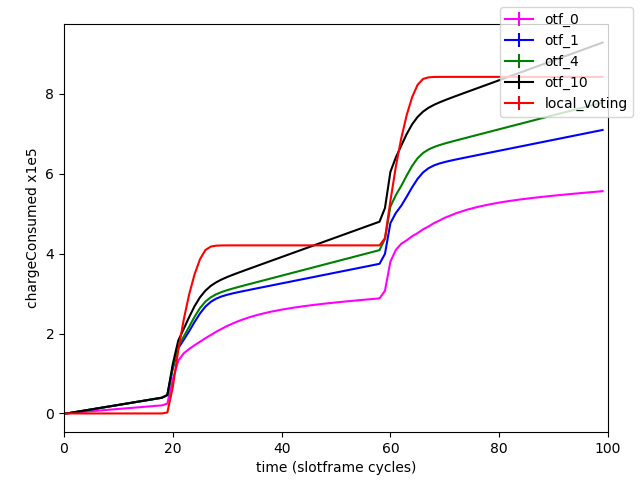 otf_0
otf_1
otf_4
otf_10
local_voting
chargeConsumed x1e5
8
6
4
2
0
0 20 40 60 80 100
time (slotframe cycles)